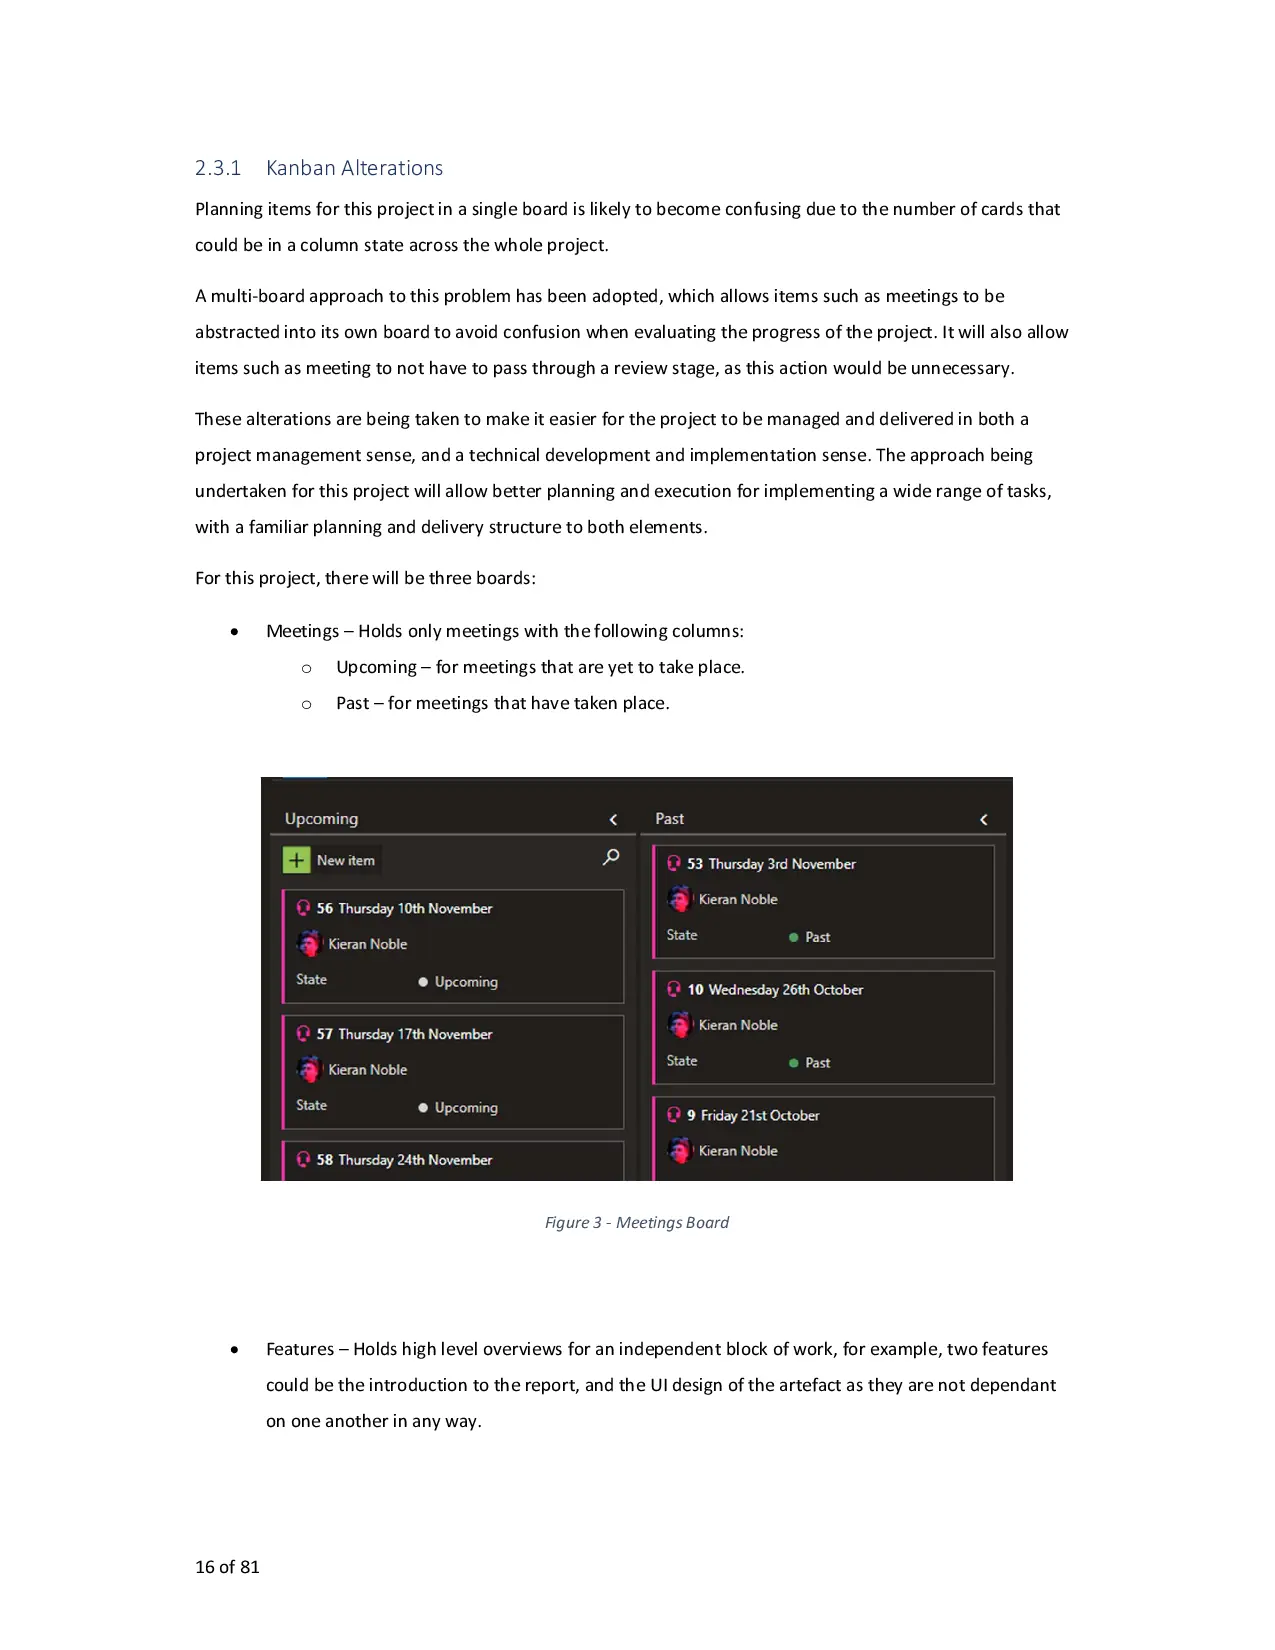 2.3.1 Kanban Alterations
Planning items for this project in a single board is likely to become confusing due to the number of cards that
could be in a column state across the whole project.
A multi-board approach to this problem has been adopted, which allows items such as meetings to be
abstracted into its own board to avoid confusion when evaluating the progress of the project. It will also allow
items such as meeting to not have to pass through a review stage, as this action would be unnecessary.
These alterations are being taken to make it easier for the project to be managed and delivered in both a
project management sense, and a technical development and implementation sense. The approach being
undertaken for this project will allow better planning and execution for implementing a wide range of tasks,
with a familiar planning and delivery structure to both elements.
For this project, there will be three boards:
• Meetings – Holds only meetings with the following columns:
o Upcoming – for meetings that are yet to take place.
o Past – for meetings that have taken place.
Upcoming
New item
56 Thursday 10th November
Kieran Noble
State Upcoming
57 Thursday 17th November
Kieran Noble
State Upcoming
58 Thursday 24th November
Past
53 Thursday 3rd November
Kieran Noble
State Past
10 Wednesday 26th October
Kieran Noble
State Past
9 Friday 21st October
Kieran Noble
Figure 3 - Meetings Board
• Features – Holds high level overviews for an independent block of work, for example, two features
could be the introduction to the report, and the UI design of the artefact as they are not dependant
on one another in any way.
16 of 81